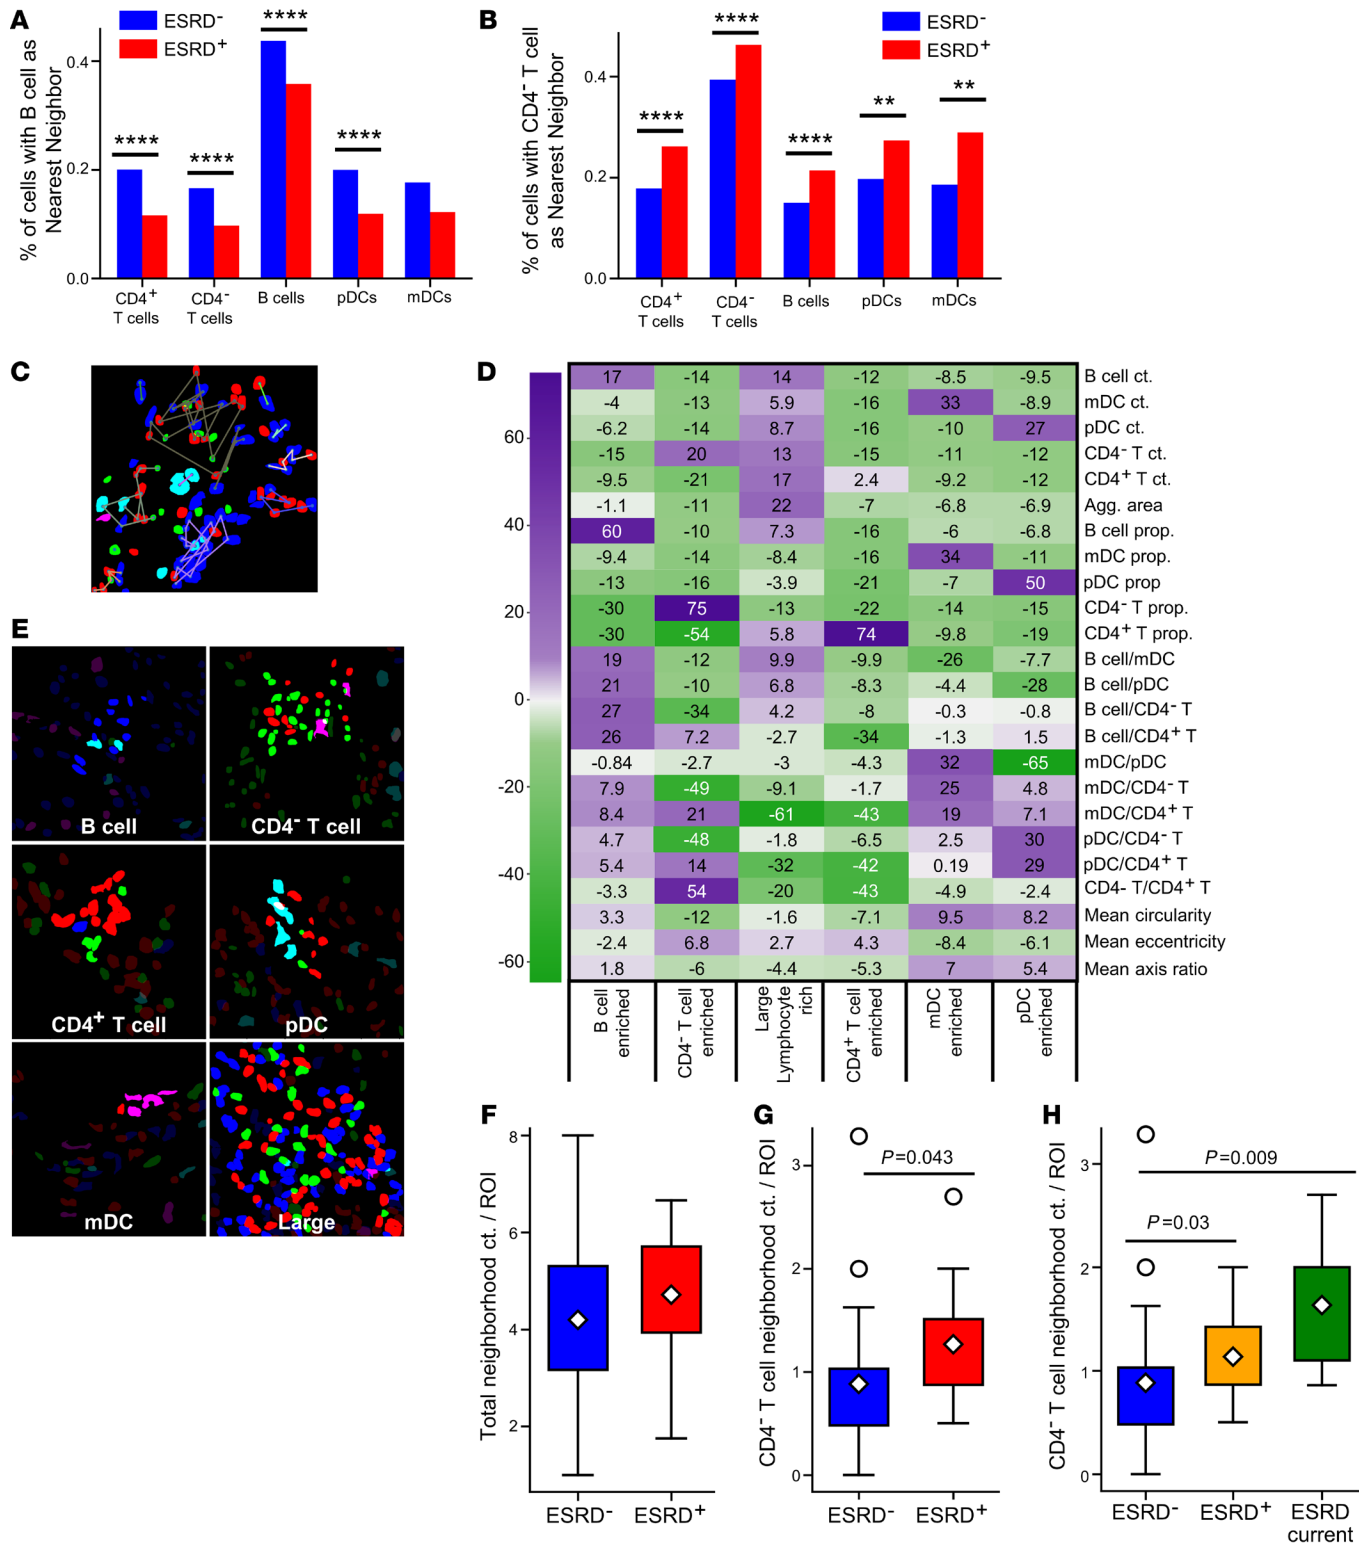 A
ESRD-
ESRD+
% of cells with B cell as
Nearest Neighbor
0.4
0.2
0.0
****
****
****
****
CD4+
T cells
CD4-
T cells
B cells
pDCs
mDCs
B
ESRD-
ESRD+
% of cells with CD4- T cell
as Nearest Neighbor
0.4
0.2
0.0
****
****
****
**
**
CD4+
T cells
CD4-
T cells
B cells
pDCs
mDCs
C
D
60
40
20
0
-20
-40
-60
17 -14 14 -12 -8.5 -9.5 B cell ct.
-4 -13 5.9 -16 33 -8.9 mDC ct.
-6.2 -14 8.7 -16 -10 27 pDC ct.
-15 20 13 -15 -11 -12 CD4- T ct.
-9.5 -21 17 2.4 -9.2 -12 CD4+ T ct.
-1.1 -11 22 -7 -6.8 -6.9 Agg. area
60 -10 7.3 -16 -6 -6.8 B cell prop.
-9.4 -14 -8.4 -16 34 -11 mDC prop.
-13 -16 -3.9 -21 -7 50 pDC prop
-30 75 -13 -22 -14 -15 CD4- T prop.
-30 -54 5.8 74 -9.8 -19 CD4+ T prop.
19 -12 9.9 -9.9 -26 -7.7 B cell/mDC
21 -10 6.8 -8.3 -4.4 -28 B cell/pDC
27 -34 4.2 -8 -0.3 -0.8 B cell/CD4- T
26 7.2 -2.7 -34 -1.3 1.5 B cell/CD4+ T
-0.84 -2.7 -3 -4.3 32 -65 mDC/pDC
7.9 -49 -9.1 -1.7 25 4.8 mDC/CD4- T
8.4 21 -61 -43 19 7.1 mDC/CD4+ T
4.7 -48 -1.8 -6.5 2.5 30 pDC/CD4- T
5.4 14 -32 -42 0.19 29 pDC/CD4+ T
-3.3 54 -20 -43 -4.9 -2.4 CD4- T/CD4+ T
3.3 -12 -1.6 -7.1 9.5 8.2 Mean circularity
-2.4 6.8 2.7 4.3 -8.4 -6.1 Mean eccentricity
1.8 -6 -4.4 -5.3 7 5.4 Mean axis ratio
B cell
enriched
CD4- T cell
enriched
Large
Lymphocyte
rich
CD4+ T cell
enriched
mDC
enriched
pDC
enriched
E
B cell
CD4- T cell
CD4+ T cell
pDC
mDC
Large
F
Total neighborhood ct. / ROI
8
6
4
2
ESRD-
ESRD+
G
CD4- T cell neighborhood ct. / ROI
3
2
1
0
P=0.043
ESRD-
ESRD+
H
CD4- T cell neighborhood ct. / ROI
3
2
1
0
P=0.009
P=0.03
ESRD-
ESRD+
ESRD
current